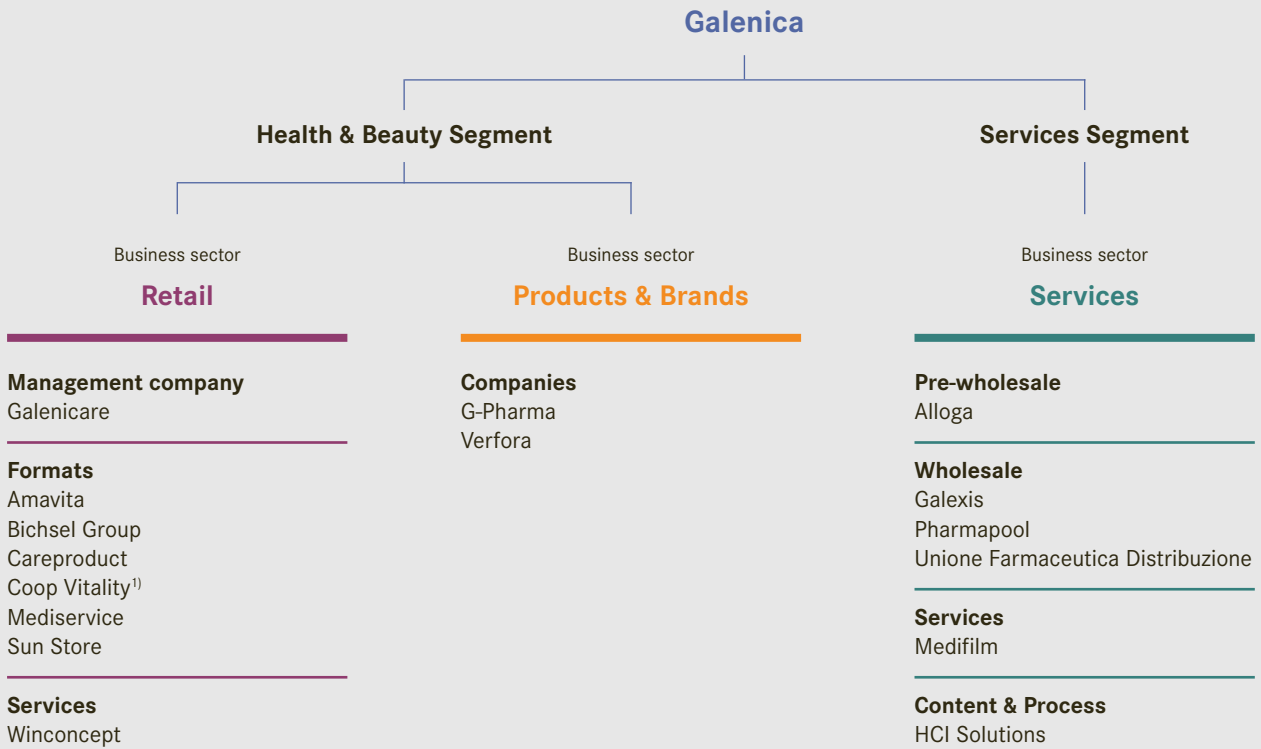 Galenica
Health & Beauty Segment
Services Segment
Business sector
Retail
Business sector
Products & Brands
Business sector
Services
Management company
Galenicare
Formats
Amavita
Bichsel Group
Careproduct
Coop Vitality¹⁾
Mediservice
Sun Store
Services
Winconcept
Companies
G-Pharma
Verfora
Pre-wholesale
Alloga
Wholesale
Galexis
Pharmapool
Unione Farmaceutica Distribuzione
Services
Medifilm
Content & Process
HCI Solutions